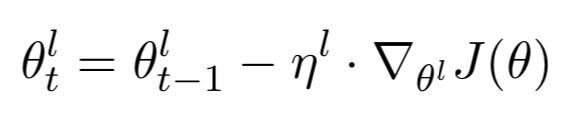 θ_t^l = θ_{t−1}^l − η^l · ∇_{θ^l} J(θ)